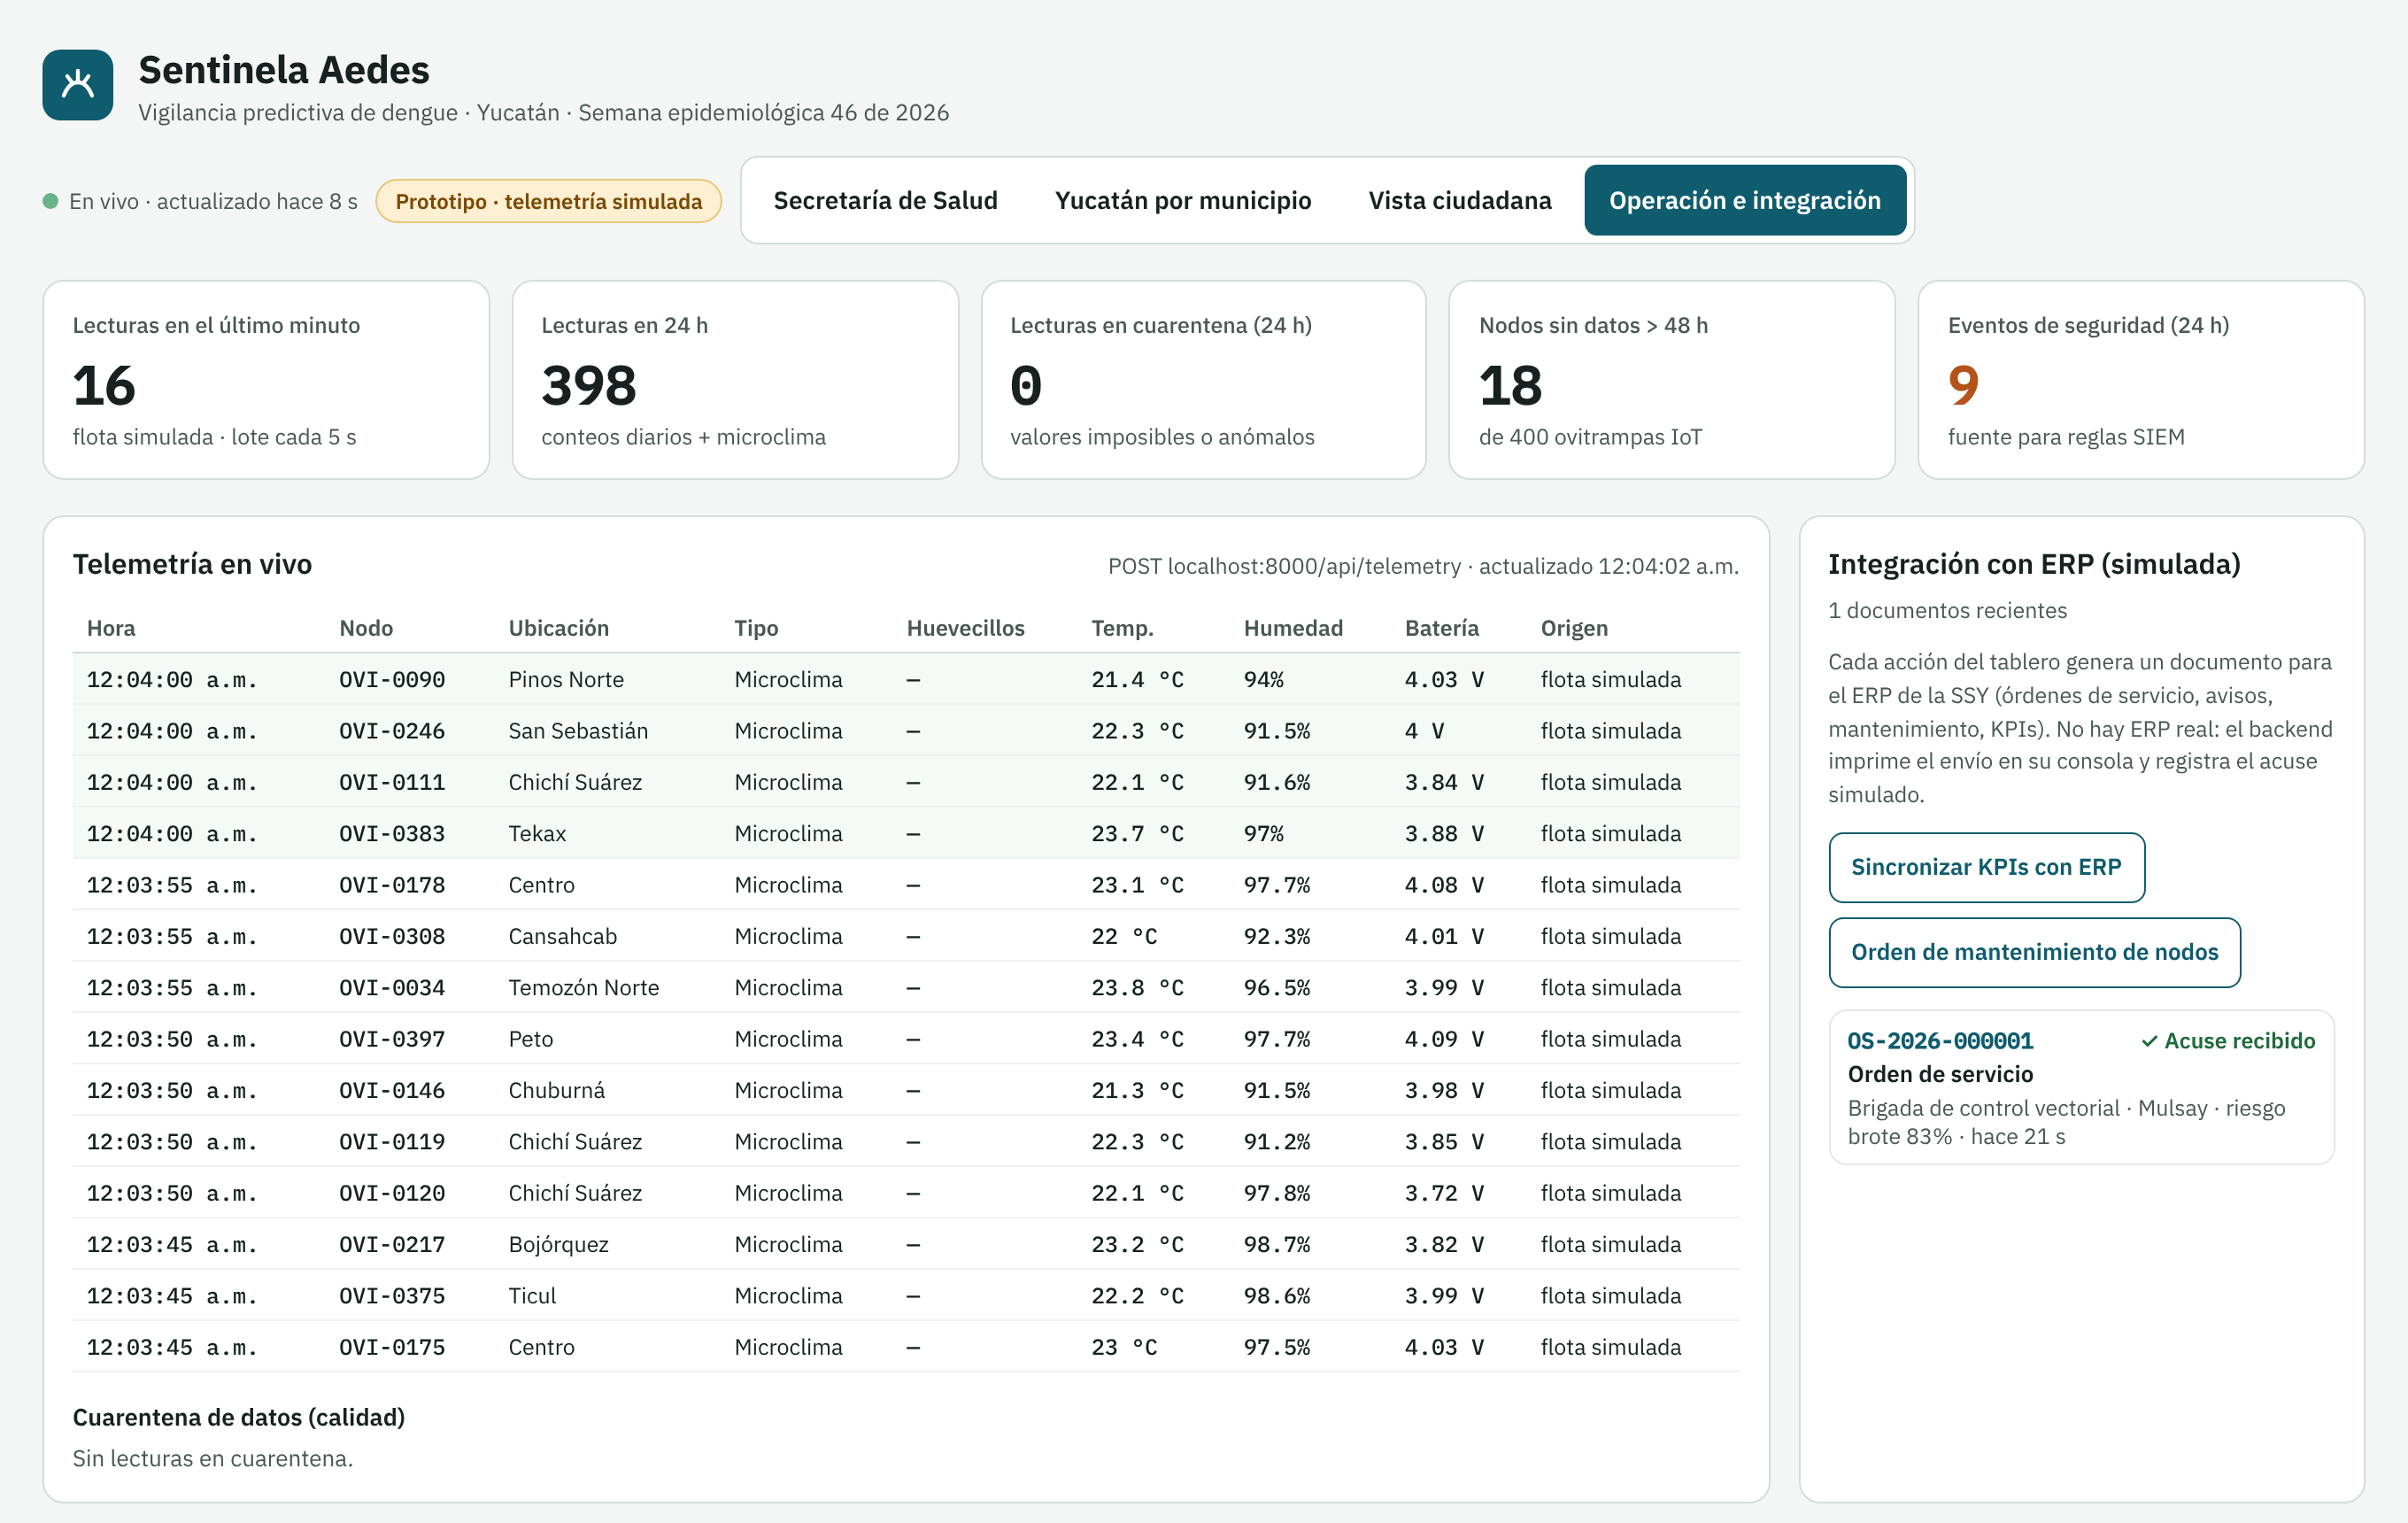 Sentinela Aedes
Vigilancia predictiva de dengue · Yucatán · Semana epidemiológica 46 de 2026
En vivo · actualizado hace 8 s
Prototipo · telemetría simulada
Secretaría de Salud
Yucatán por municipio
Vista ciudadana
Operación e integración
Lecturas en el último minuto
16
flota simulada · lote cada 5 s
Lecturas en 24 h
398
conteos diarios + microclima
Lecturas en cuarentena (24 h)
0
valores imposibles o anómalos
Nodos sin datos > 48 h
18
de 400 ovitrampas IoT
Eventos de seguridad (24 h)
9
fuente para reglas SIEM
Telemetría en vivo
POST localhost:8000/api/telemetry · actualizado 12:04:02 a.m.
Hora Nodo Ubicación Tipo Huevecillos Temp. Humedad Batería Origen
12:04:00 a.m. OVI-0090 Pinos Norte Microclima — 21.4 °C 94% 4.03 V flota simulada
12:04:00 a.m. OVI-0246 San Sebastián Microclima — 22.3 °C 91.5% 4 V flota simulada
12:04:00 a.m. OVI-0111 Chichí Suárez Microclima — 22.1 °C 91.6% 3.84 V flota simulada
12:04:00 a.m. OVI-0383 Tekax Microclima — 23.7 °C 97% 3.88 V flota simulada
12:03:55 a.m. OVI-0178 Centro Microclima — 23.1 °C 97.7% 4.08 V flota simulada
12:03:55 a.m. OVI-0308 Cansahcab Microclima — 22 °C 92.3% 4.01 V flota simulada
12:03:55 a.m. OVI-0034 Temozón Norte Microclima — 23.8 °C 96.5% 3.99 V flota simulada
12:03:50 a.m. OVI-0397 Peto Microclima — 23.4 °C 97.7% 4.09 V flota simulada
12:03:50 a.m. OVI-0146 Chuburná Microclima — 21.3 °C 91.5% 3.98 V flota simulada
12:03:50 a.m. OVI-0119 Chichí Suárez Microclima — 22.3 °C 91.2% 3.85 V flota simulada
12:03:50 a.m. OVI-0120 Chichí Suárez Microclima — 22.1 °C 97.8% 3.72 V flota simulada
12:03:45 a.m. OVI-0217 Bojórquez Microclima — 23.2 °C 98.7% 3.82 V flota simulada
12:03:45 a.m. OVI-0375 Ticul Microclima — 22.2 °C 98.6% 3.99 V flota simulada
12:03:45 a.m. OVI-0175 Centro Microclima — 23 °C 97.5% 4.03 V flota simulada
Cuarentena de datos (calidad)
Sin lecturas en cuarentena.
Integración con ERP (simulada)
1 documentos recientes
Cada acción del tablero genera un documento para
el ERP de la SSY (órdenes de servicio, avisos,
mantenimiento, KPIs). No hay ERP real: el backend
imprime el envío en su consola y registra el acuse
simulado.
Sincronizar KPIs con ERP
Orden de mantenimiento de nodos
OS-2026-000001 ✓ Acuse recibido
Orden de servicio
Brigada de control vectorial · Mulsay · riesgo
brote 83% · hace 21 s